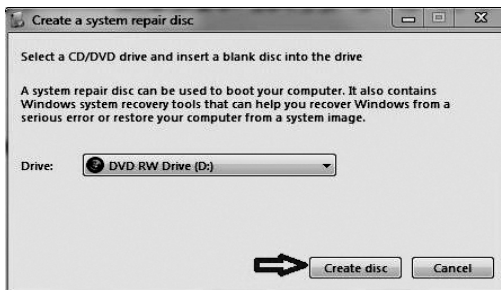 Create a system repair disc
Select a CD/DVD drive and insert a blank disc into the drive
A system repair disc can be used to boot your computer. It also contains
Windows system recovery tools that can help you recover Windows from a
serious error or restore your computer from a system image.
Drive: DVD RW Drive (D:)
Create disc Cancel